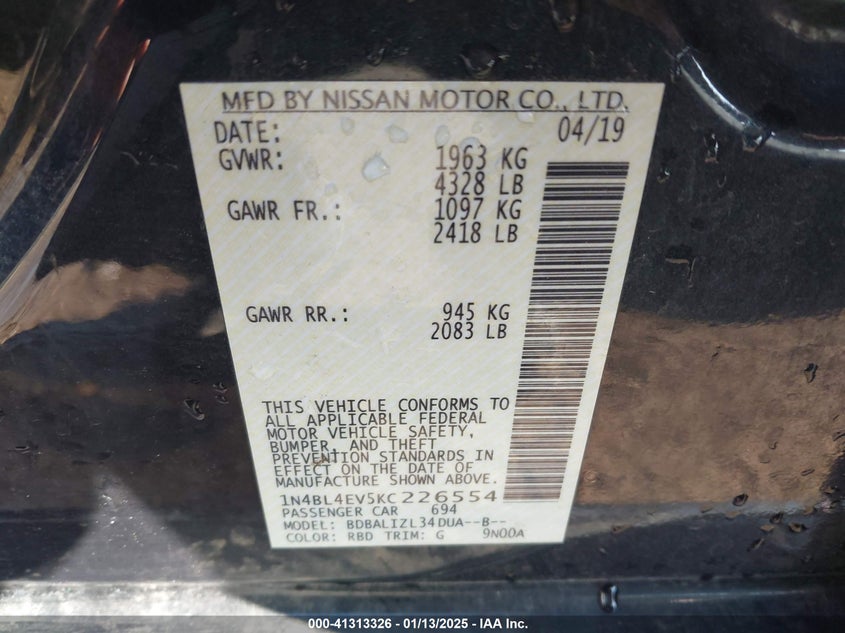 MFD BY NISSAN MOTOR CO., LTD.
DATE: 04/19
GVWR: 1963 KG
4328 LB
GAWR FR.: 1097 KG
2418 LB
GAWR RR.: 945 KG
2083 LB
THIS VEHICLE CONFORMS TO
ALL APPLICABLE FEDERAL
MOTOR VEHICLE SAFETY,
BUMPER, AND THEFT
PREVENTION STANDARDS IN
EFFECT ON THE DATE OF
MANUFACTURE SHOWN ABOVE.
1N4BL4EV5KC226554
PASSENGER CAR 694
MODEL: BDBALIZL34DUA--B--
COLOR: RBD TRIM: G 9N00A
000-41313326 - 01/13/2025 - IAA Inc.